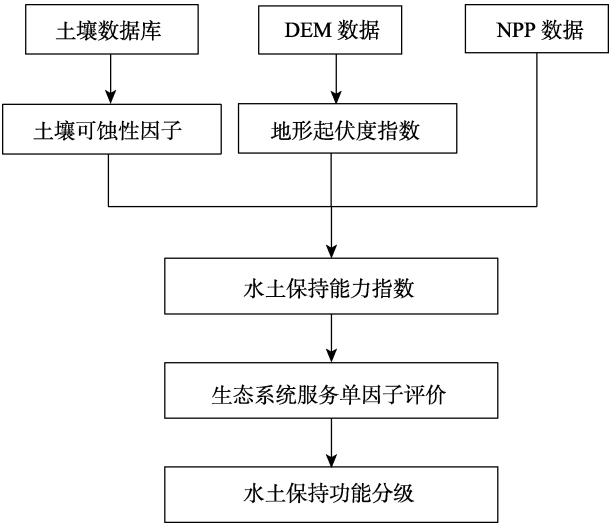 土壤数据库
DEM 数据
NPP 数据
土壤可蚀性因子
地形起伏度指数
水土保持能力指数
生态系统服务单因子评价
水土保持功能分级